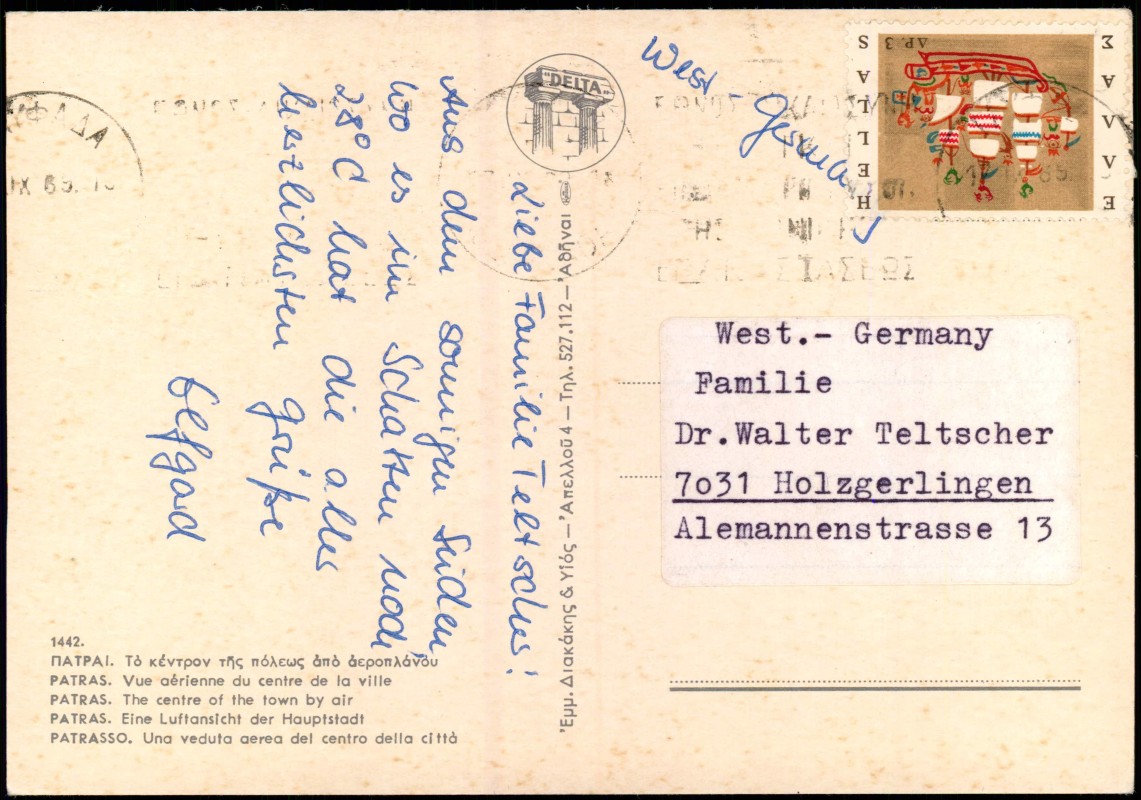 Liebe Familie Teltscher!
Aus dem sonnigen Süden,
wo es im Schatten noch
28°C hat die aller
herzlichsten Grüße
West - Germany
"DELTA"
Ἐμμ. Διακάκης & Υἱός — Ἀπελλοῦ 4 — Τηλ. 527.112 — Ἀθῆναι
ΕΛΛΑΣ
HELLAS
ΔΡ. 3
West.- Germany
Familie
Dr.Walter Teltscher
7031 Holzgerlingen
Alemannenstrasse 13
1442.
ΠΑΤΡΑΙ. Τὸ κέντρον τῆς πόλεως ἀπὸ ἀεροπλάνου
PATRAS. Vue aérienne du centre de la ville
PATRAS. The centre of the town by air
PATRAS. Eine Luftansicht der Hauptstadt
PATRASSO. Una veduta aerea del centro della città